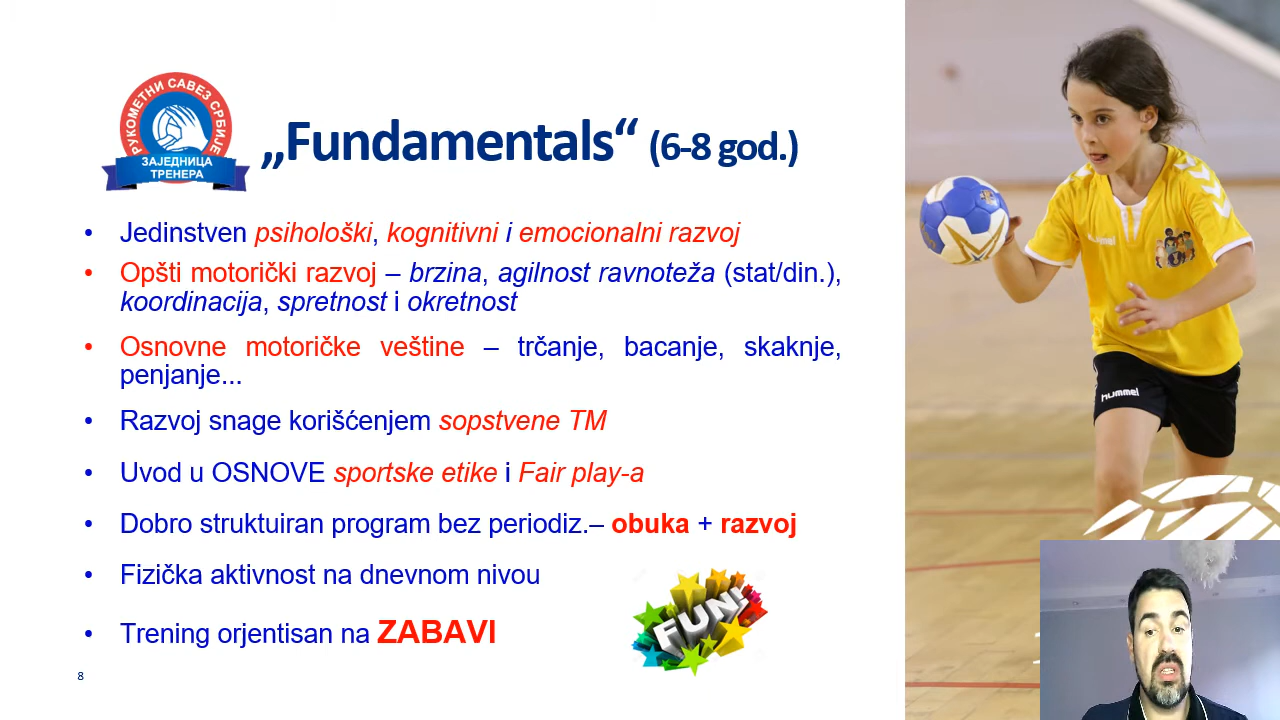 РУКОМЕТНИ САВЕЗ СРБИЈЕ
ЗАЈЕДНИЦА
ТРЕНЕРА
„Fundamentals“ (6-8 god.)
• Jedinstven psihološki, kognitivni i emocionalni razvoj
• Opšti motorički razvoj – brzina, agilnost ravnoteža (stat/din.),
koordinacija, spretnost i okretnost
• Osnovne motoričke veštine – trčanje, bacanje, skaknje,
penjanje...
• Razvoj snage korišćenjem sopstvene TM
• Uvod u OSNOVE sportske etike i Fair play-a
• Dobro struktuiran program bez periodiz.– obuka + razvoj
• Fizička aktivnost na dnevnom nivou
• Trening orjentisan na ZABAVI
FUN!
8
hummel
hummel